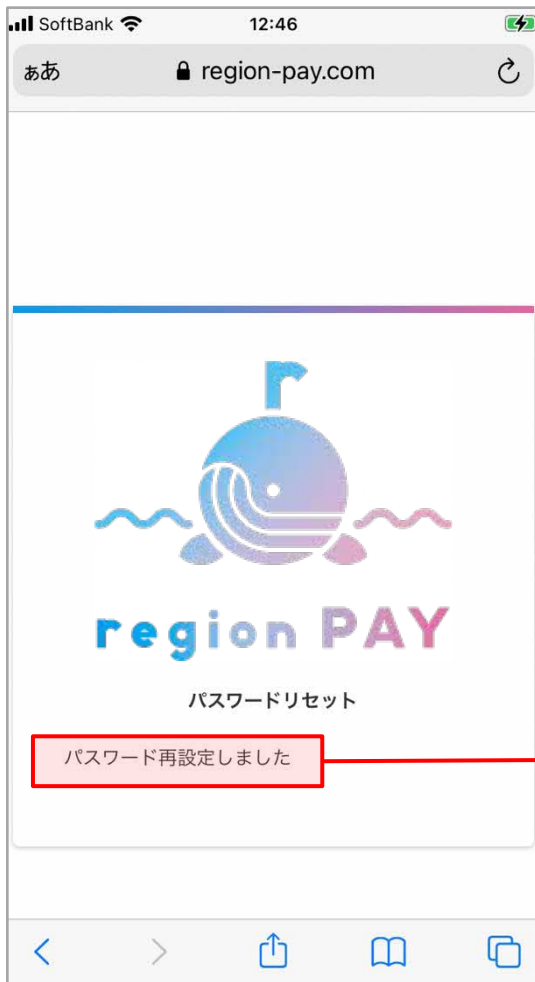 SoftBank 12:46
ああ region-pay.com
r
region PAY
パスワードリセット
パスワード再設定しました